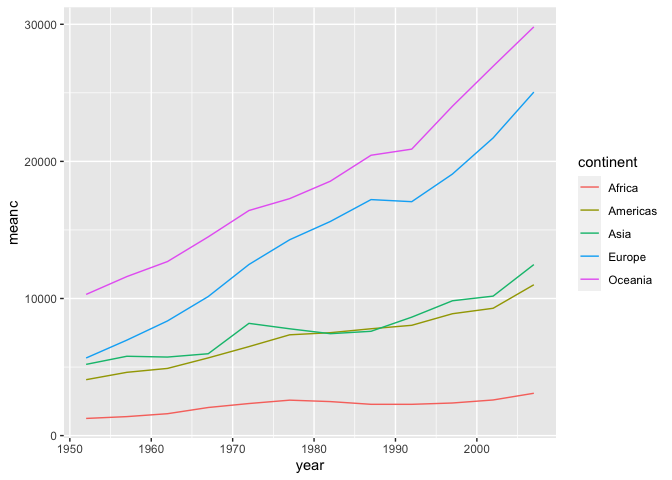 30000
20000
10000
0
meanc
1950 1960 1970 1980 1990 2000
year
continent
Africa
Americas
Asia
Europe
Oceania